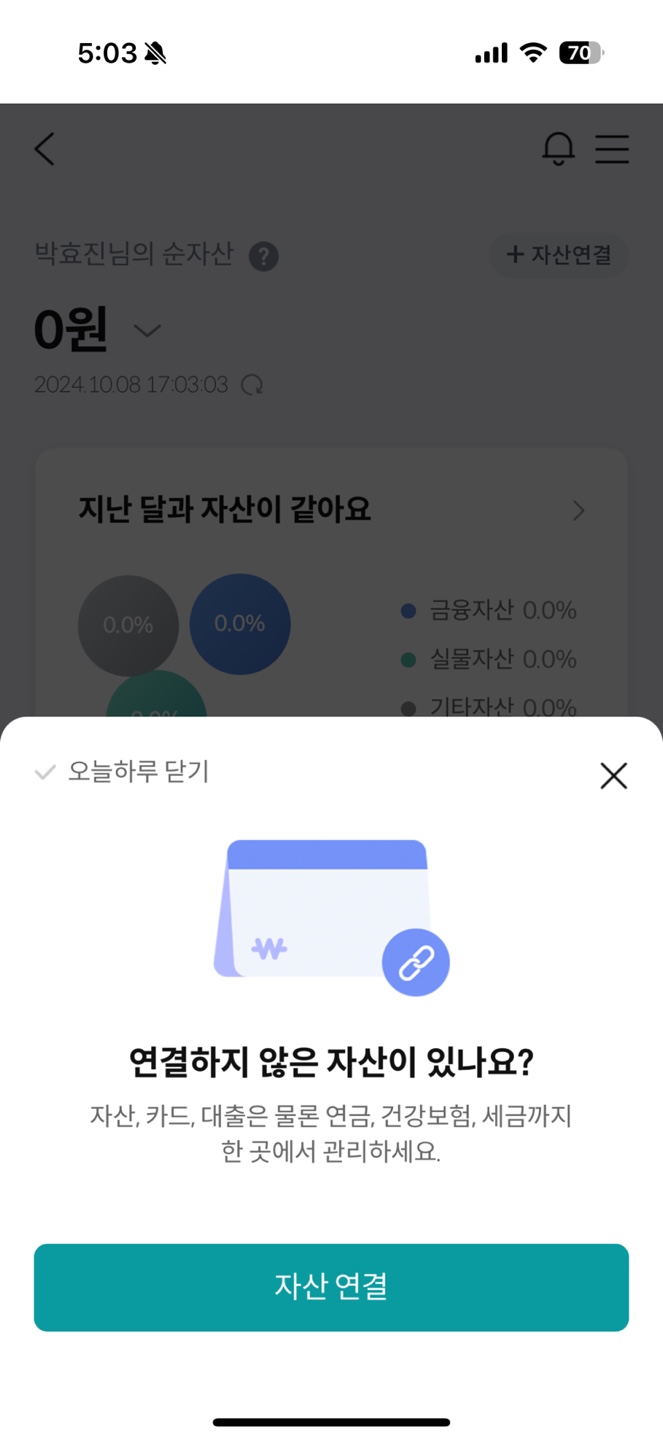 5:03
70
박효진님의 순자산 ?
+ 자산연결
0원
2024.10.08 17:03:03
지난 달과 자산이 같아요
0.0%
0.0%
금융자산 0.0%
실물자산 0.0%
기타자산 0.0%
0.0%
오늘하루 닫기
₩
연결하지 않은 자산이 있나요?
자산, 카드, 대출은 물론 연금, 건강보험, 세금까지
한 곳에서 관리하세요.
자산 연결